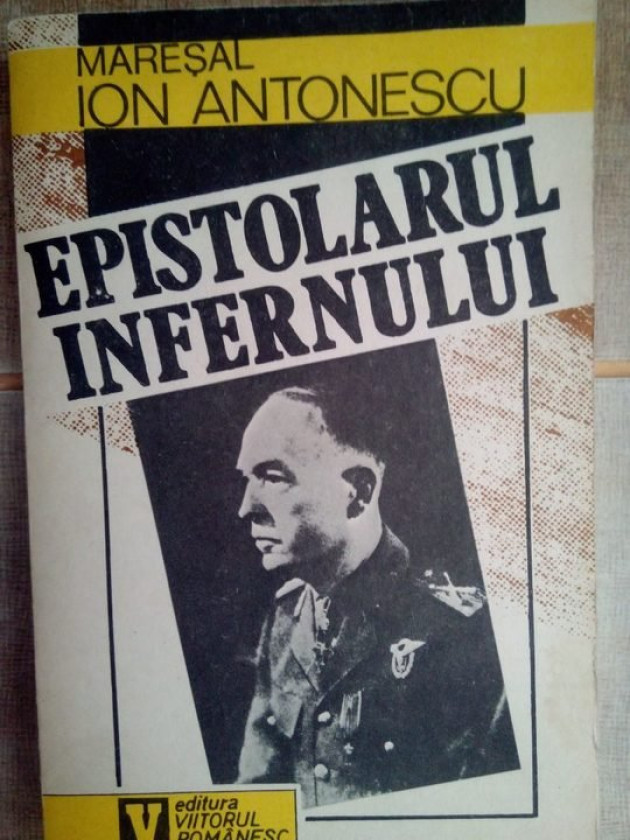 MAREȘAL
ION ANTONESCU
EPISTOLARUL
INFERNULUI
V editura
VIITORUL
ROMÂNESC